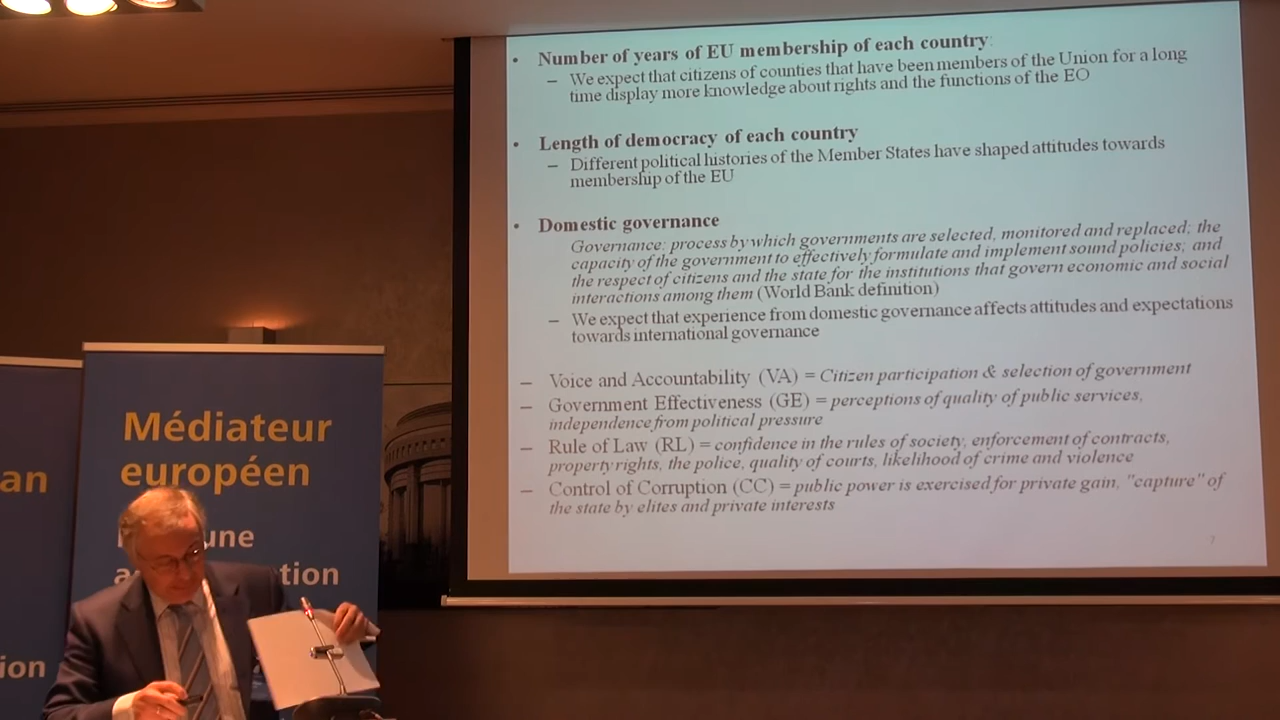 • Number of years of EU membership of each country:
– We expect that citizens of counties that have been members of the Union for a long
time display more knowledge about rights and the functions of the EO
• Length of democracy of each country
– Different political histories of the Member States have shaped attitudes towards
membership of the EU
• Domestic governance
Governance: process by which governments are selected, monitored and replaced; the
capacity of the government to effectively formulate and implement sound policies; and
the respect of citizens and the state for the institutions that govern economic and social
interactions among them (World Bank definition)
– We expect that experience from domestic governance affects attitudes and expectations
towards international governance
– Voice and Accountability (VA) = Citizen participation & selection of government
– Government Effectiveness (GE) = perceptions of quality of public services,
independence from political pressure
– Rule of Law (RL) = confidence in the rules of society, enforcement of contracts,
property rights, the police, quality of courts, likelihood of crime and violence
– Control of Corruption (CC) = public power is exercised for private gain, "capture" of
the state by elites and private interests
7
Médiateur
européen
une
a tion
an
ion